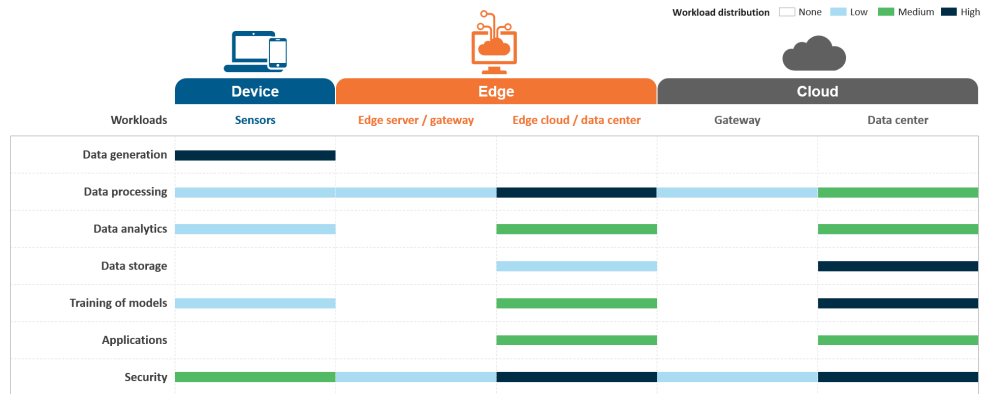 Workload distribution None Low Medium High
Device Edge Cloud
Workloads Sensors Edge server / gateway Edge cloud / data center Gateway Data center
Data generation
Data processing
Data analytics
Data storage
Training of models
Applications
Security